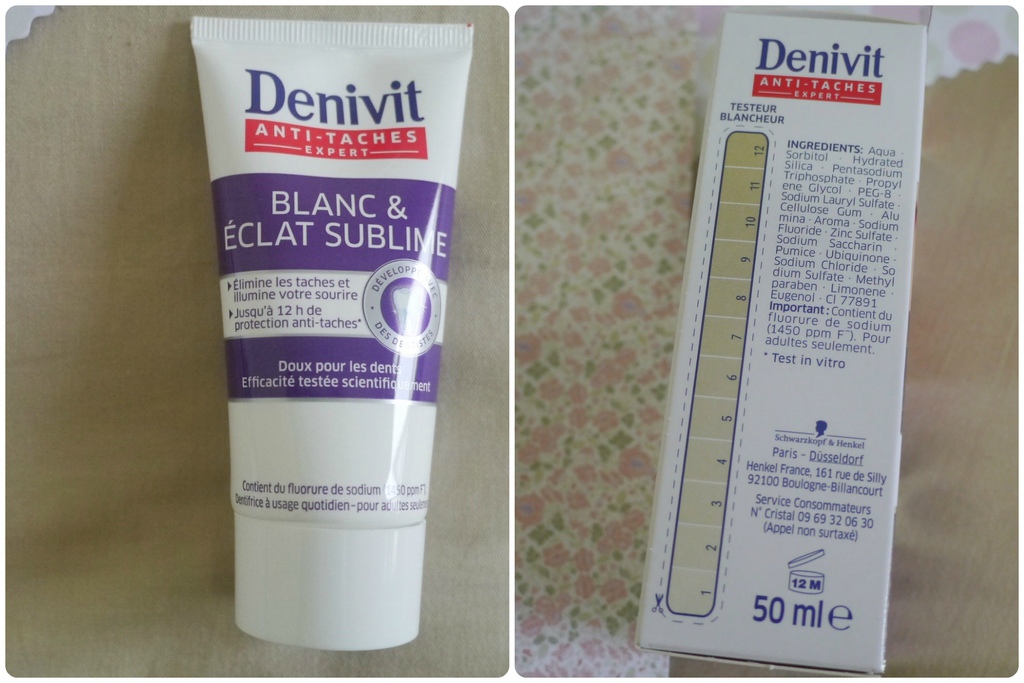 Denivit
ANTI-TACHES
EXPERT
BLANC &
ÉCLAT SUBLIME
Élimine les taches et
illumine votre sourire
Jusqu'à 12 h de
protection anti-taches*
DÉVELOPPÉ AVEC
DES DENTISTES
Doux pour les dents
Efficacité testée scientifiquement
Contient du fluorure de sodium (1450 ppm F⁻).
Dentifrice à usage quotidien - pour adultes seulement
Denivit
ANTI-TACHES
EXPERT
TESTEUR
BLANCHEUR
12
11
10
9
8
7
6
5
4
3
2
1
INGREDIENTS: Aqua ·
Sorbitol · Hydrated
Silica · Pentasodium
Triphosphate · Propyl
ene Glycol · PEG-8 ·
Sodium Lauryl Sulfate ·
Cellulose Gum · Alu
mina · Aroma · Sodium
Fluoride · Zinc Sulfate ·
Sodium Saccharin ·
Pumice · Ubiquinone ·
Sodium Chloride · So
dium Sulfate · Methyl
paraben · Limonene ·
Eugenol · CI 77891
Important : Contient du
fluorure de sodium
(1450 ppm F⁻). Pour
adultes seulement.
* Test in vitro
Schwarzkopf & Henkel
Paris – Düsseldorf
Henkel France, 161 rue de Silly
92100 Boulogne-Billancourt
Service Consommateurs
N° Cristal 09 69 32 06 30
(Appel non surtaxé)
12 M
50 ml ℮